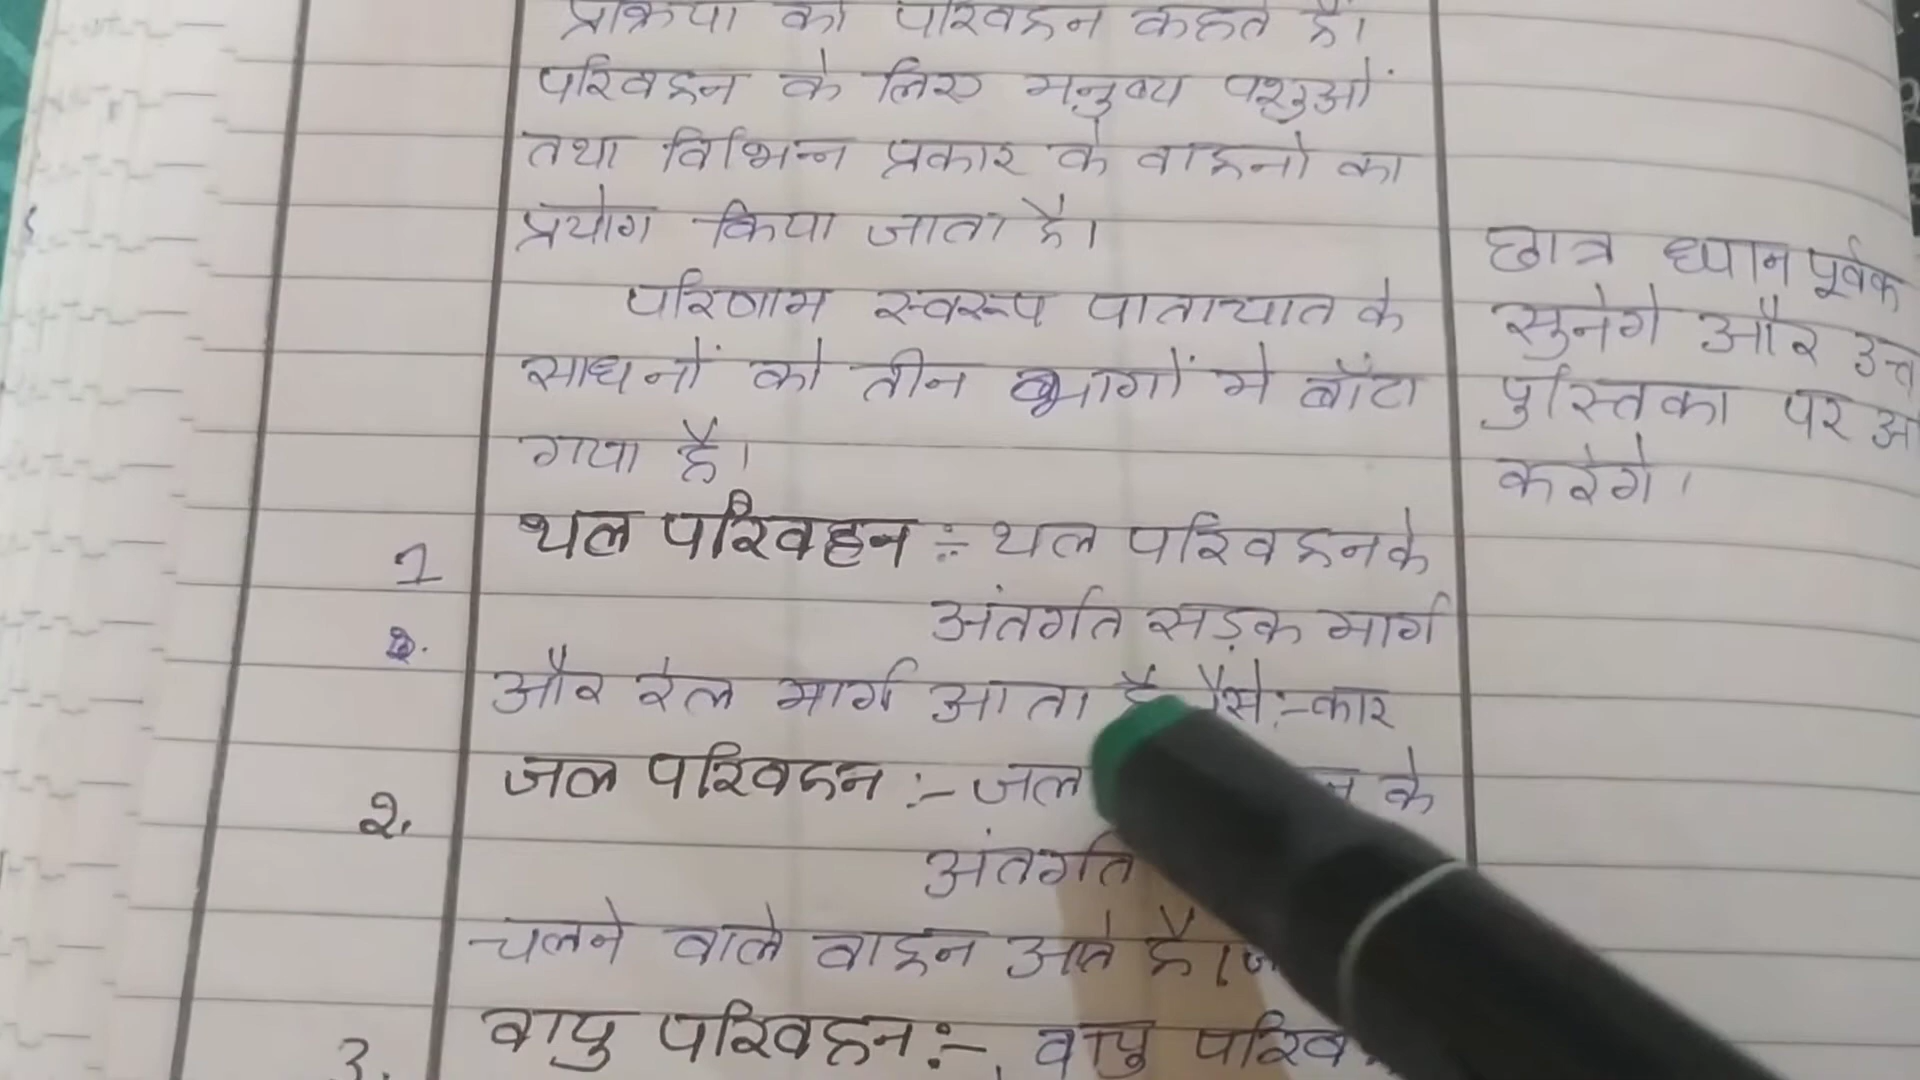 प्रक्रिया को परिवहन कहते है।
परिवहन के लिए मनुष्य पशुओं
तथा विभिन्न प्रकार के वाहनो का
प्रयोग किया जाता है।
परिणाम स्वरूप यातायात के
साधनों को तीन भागों मे बाँटा
गया है।
1 थल परिवहन :- थल परिवहन के
अंतर्गत सड़क मार्ग
2.
और रेल मार्ग आता है :- कार
2. जल परिवहन :- जल के
अंतर्गत
चलने वाले वाहन आते है।
3. वायु परिवहन :- वायु
छात्र ध्यान पूर्वक
सुनेगे और
पुस्तिका पर
करेगे।